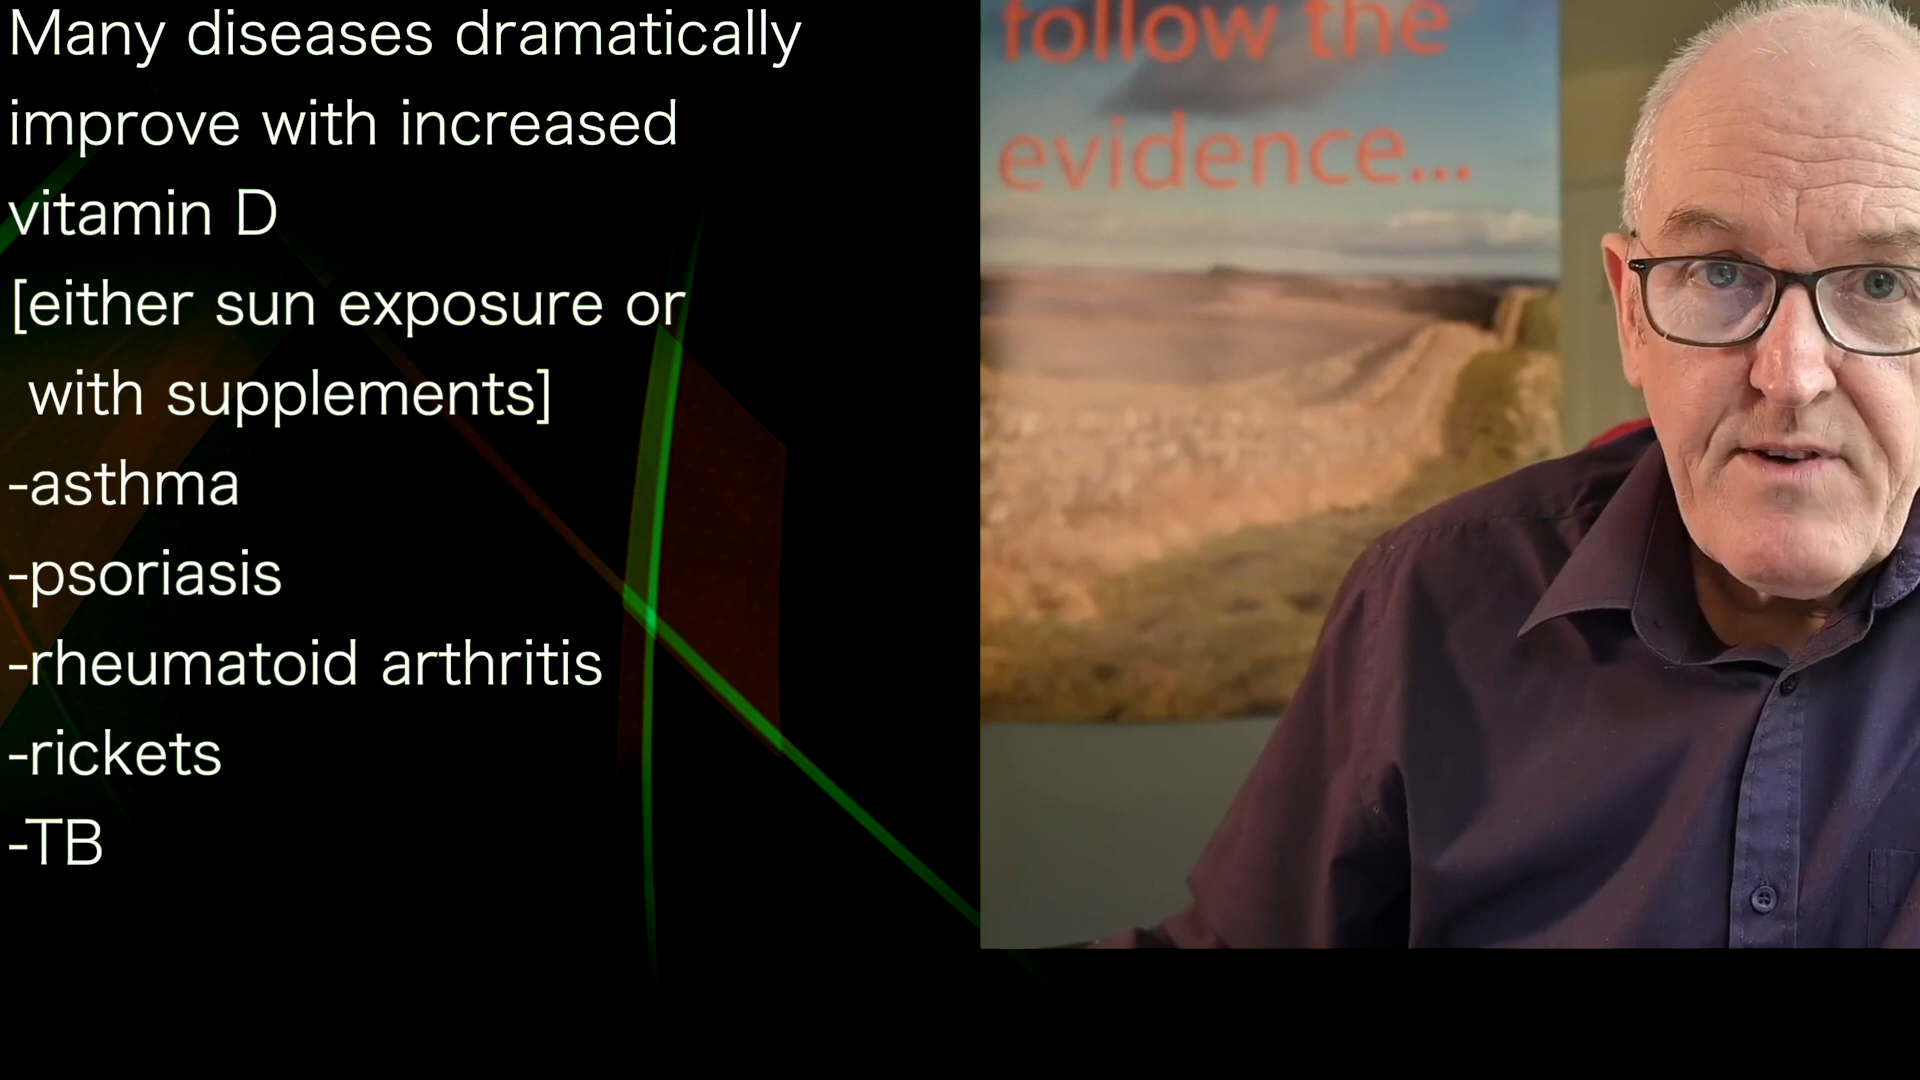 Many diseases dramatically
improve with increased
vitamin D
[either sun exposure or
with supplements]
-asthma
-psoriasis
-rheumatoid arthritis
-rickets
-TB
follow the
evidence...